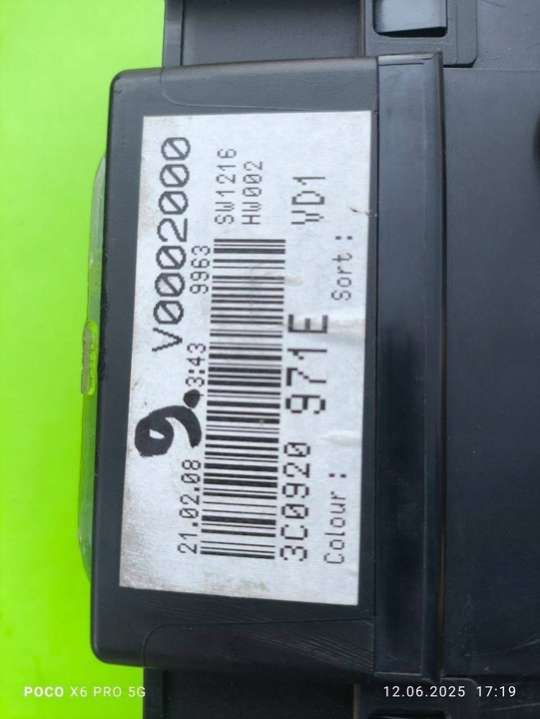 V0002000
SW1216
HW002
21.02.08 3:43 9963
9.
3C0920 971E
VD1
Colour: Sort:
POCO X6 PRO 5G
12.06.2025 17:19